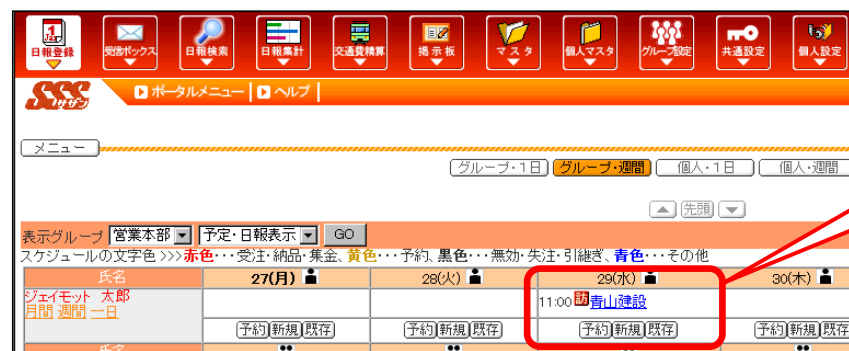 日報登録 受信ボックス 日報検索 日報集計 交通費精算 掲示板 マスタ 個人マスタ グループ設定 共通設定 個人設定
SSS サザン ポータルメニュー ヘルプ
メニュー
グループ・1日 グループ・週間 個人・1日 個人・週間
先頭
表示グループ 営業本部 予定・日報表示 GO
スケジュールの文字色>>>赤色・・・受注・納品・集金、黄色・・・予約、黒色・・・無効・失注・引継ぎ、青色・・・その他
氏名 27(月) 28(火) 29(水) 30(木)
ジェイモット 太郎
11:00 訪 青山建設
月間 週間 一日
予約 新規 既存 予約 新規 既存 予約 新規 既存 予約 新規 既存
氏名